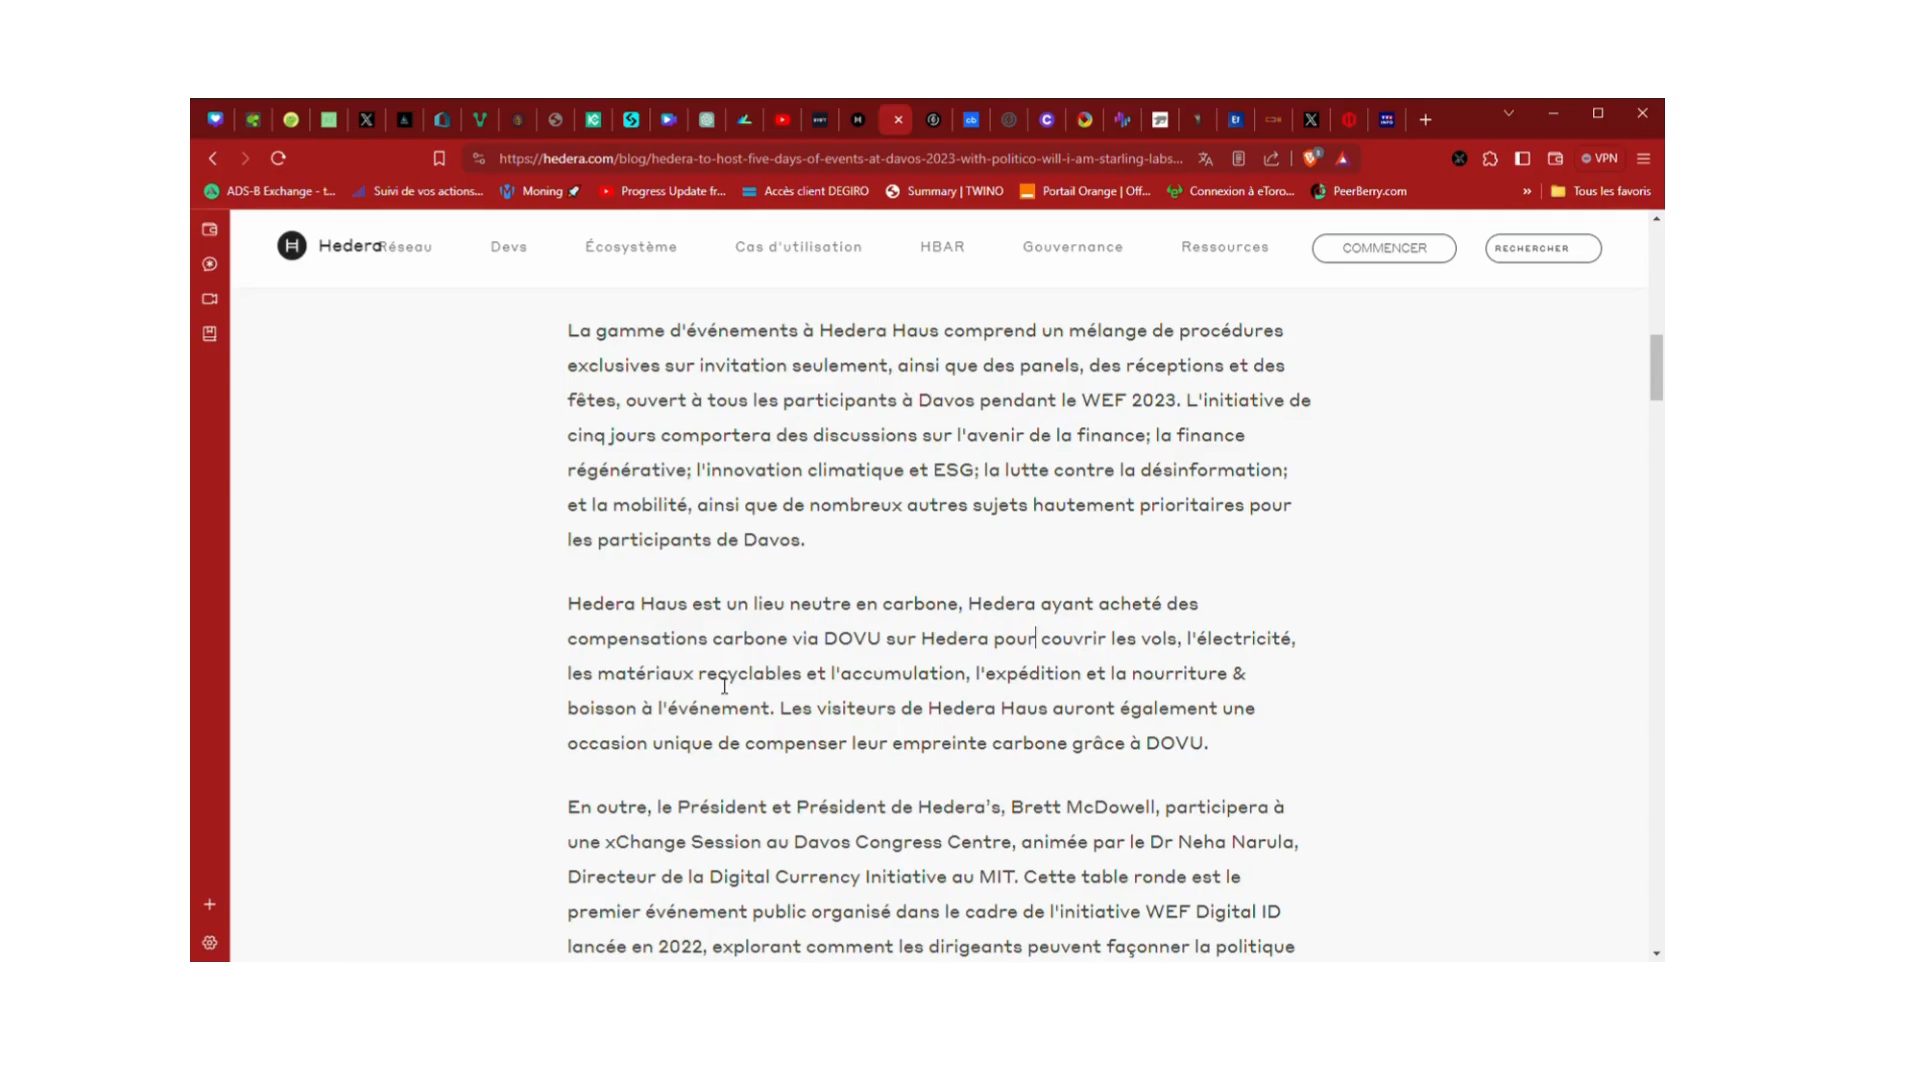 https://hedera.com/blog/hedera-to-host-five-days-of-events-at-davos-2023-with-politico-will-i-am-starling-labs...
VPN
ADS-B Exchange - t...
Suivi de vos actions...
Moning
Progress Update fr...
Accès client DEGIRO
Summary | TWINO
Portail Orange | Off...
Connexion à eToro...
PeerBerry.com
»
Tous les favoris
Hedera
Réseau
Devs
Écosystème
Cas d'utilisation
HBAR
Gouvernance
Ressources
COMMENCER
RECHERCHER
La gamme d'événements à Hedera Haus comprend un mélange de procédures
exclusives sur invitation seulement, ainsi que des panels, des réceptions et des
fêtes, ouvert à tous les participants à Davos pendant le WEF 2023. L'initiative de
cinq jours comportera des discussions sur l'avenir de la finance; la finance
régénérative; l'innovation climatique et ESG; la lutte contre la désinformation;
et la mobilité, ainsi que de nombreux autres sujets hautement prioritaires pour
les participants de Davos.
Hedera Haus est un lieu neutre en carbone, Hedera ayant acheté des
compensations carbone via DOVU sur Hedera pour couvrir les vols, l'électricité,
les matériaux recyclables et l'accumulation, l'expédition et la nourriture &
boisson à l'événement. Les visiteurs de Hedera Haus auront également une
occasion unique de compenser leur empreinte carbone grâce à DOVU.
En outre, le Président et Président de Hedera’s, Brett McDowell, participera à
une xChange Session au Davos Congress Centre, animée par le Dr Neha Narula,
Directeur de la Digital Currency Initiative au MIT. Cette table ronde est le
premier événement public organisé dans le cadre de l'initiative WEF Digital ID
lancée en 2022, explorant comment les dirigeants peuvent façonner la politique